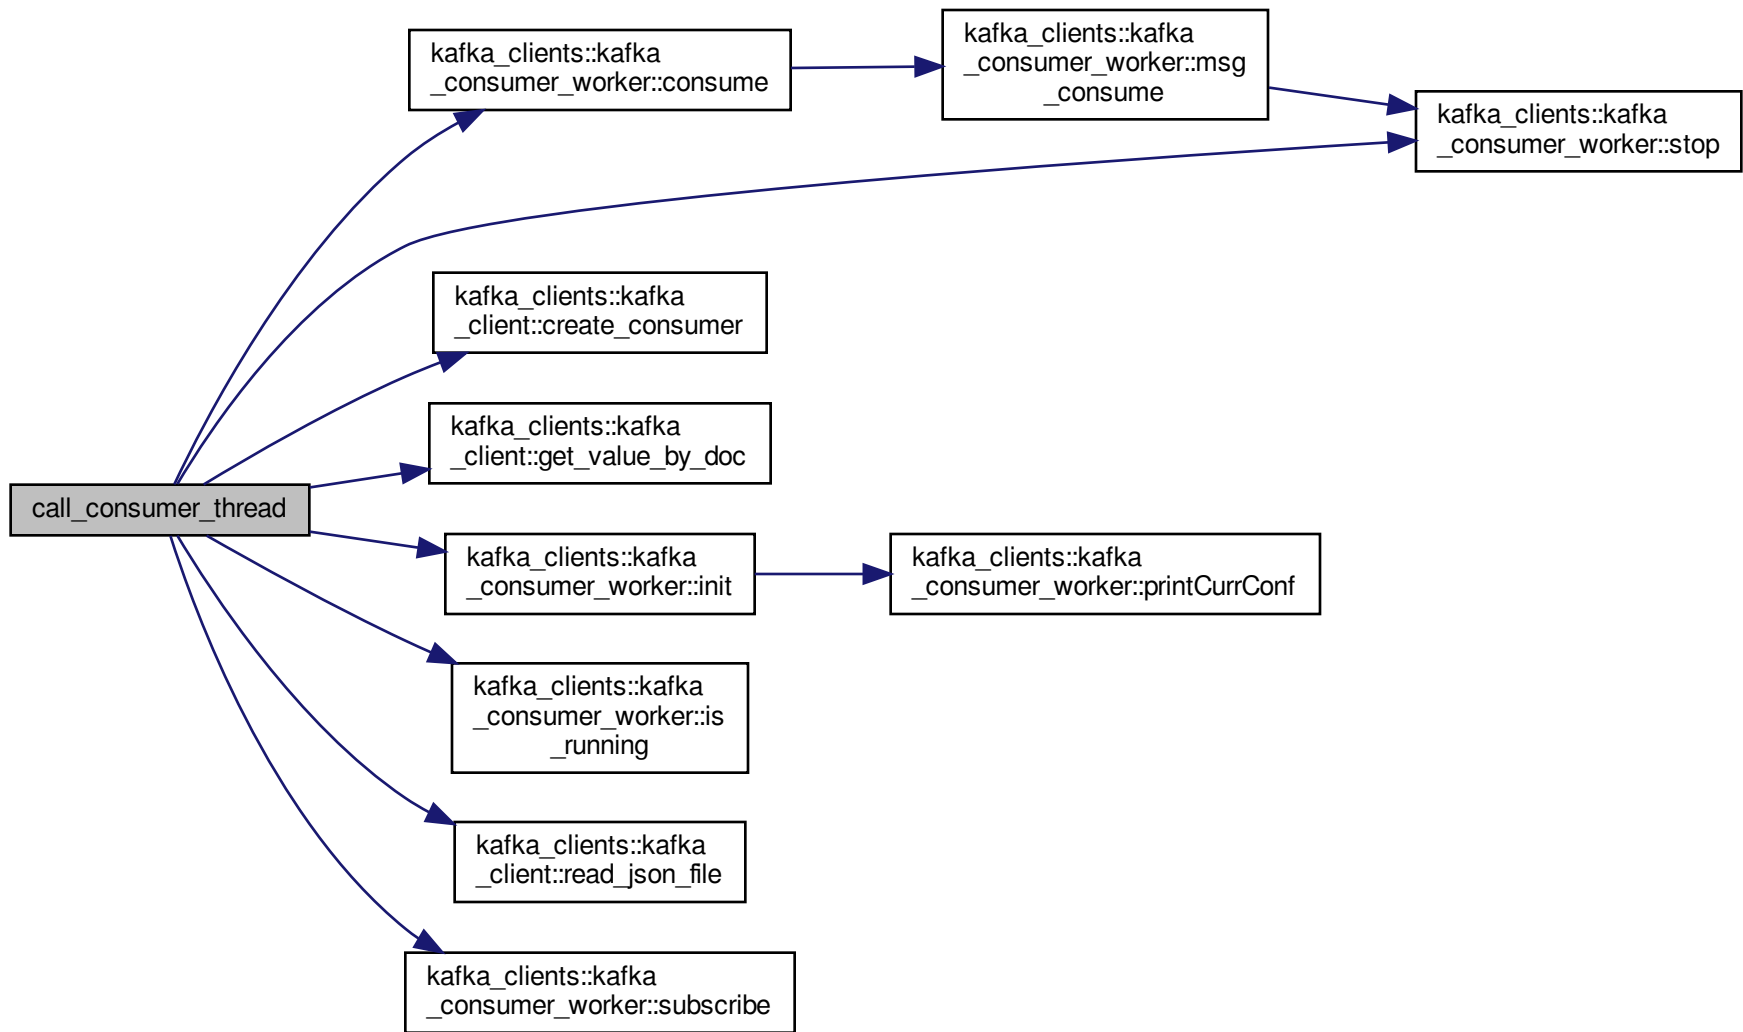 kafka_clients::kafka
_consumer_worker::consume
kafka_clients::kafka
_consumer_worker::msg
_consume
kafka_clients::kafka
_consumer_worker::stop
kafka_clients::kafka
_client::create_consumer
kafka_clients::kafka
_client::get_value_by_doc
call_consumer_thread
kafka_clients::kafka
_consumer_worker::init
kafka_clients::kafka
_consumer_worker::printCurrConf
kafka_clients::kafka
_consumer_worker::is
_running
kafka_clients::kafka
_client::read_json_file
kafka_clients::kafka
_consumer_worker::subscribe